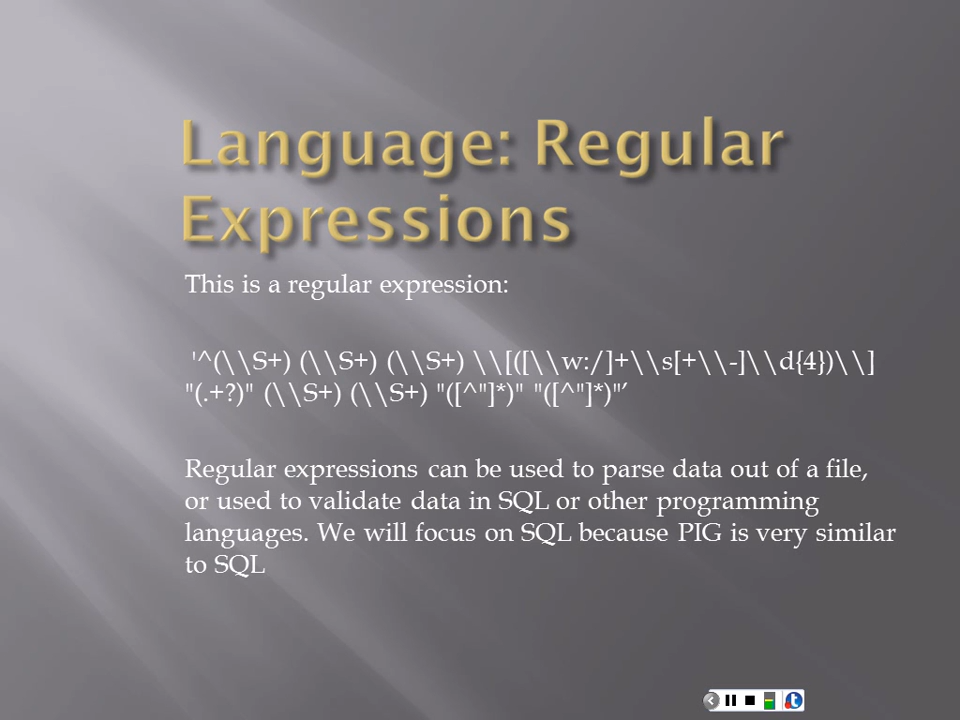 Language: Regular
Expressions
This is a regular expression:
'^(\\S+) (\\S+) (\\S+) \\[([\\w:/]+\\s[+\\-]\\d{4})\\]
"(.+?)" (\\S+) (\\S+) "([^"]*)" "([^"]*)"’
Regular expressions can be used to parse data out of a file,
or used to validate data in SQL or other programming
languages. We will focus on SQL because PIG is very similar
to SQL